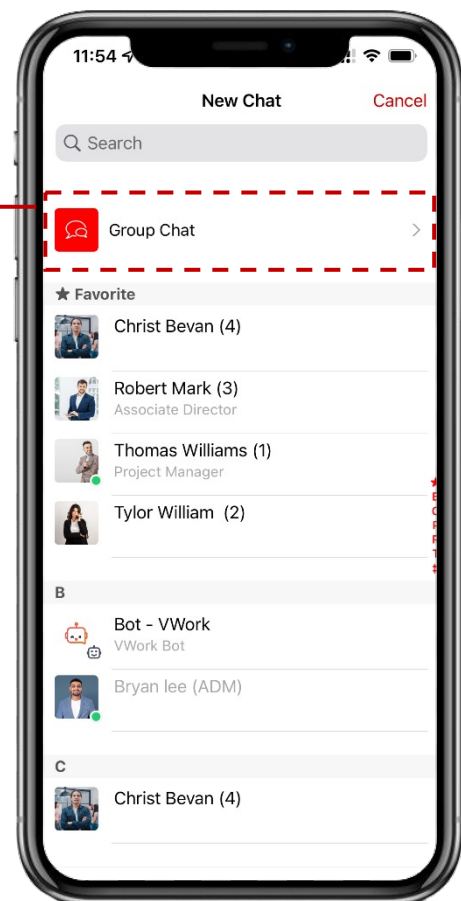 11:54
New Chat
Cancel
Search
Group Chat
★ Favorite
Christ Bevan (4)
Robert Mark (3)
Associate Director
Thomas Williams (1)
Project Manager
Tylor William (2)
B
Bot - VWork
VWork Bot
Bryan lee (ADM)
C
Christ Bevan (4)